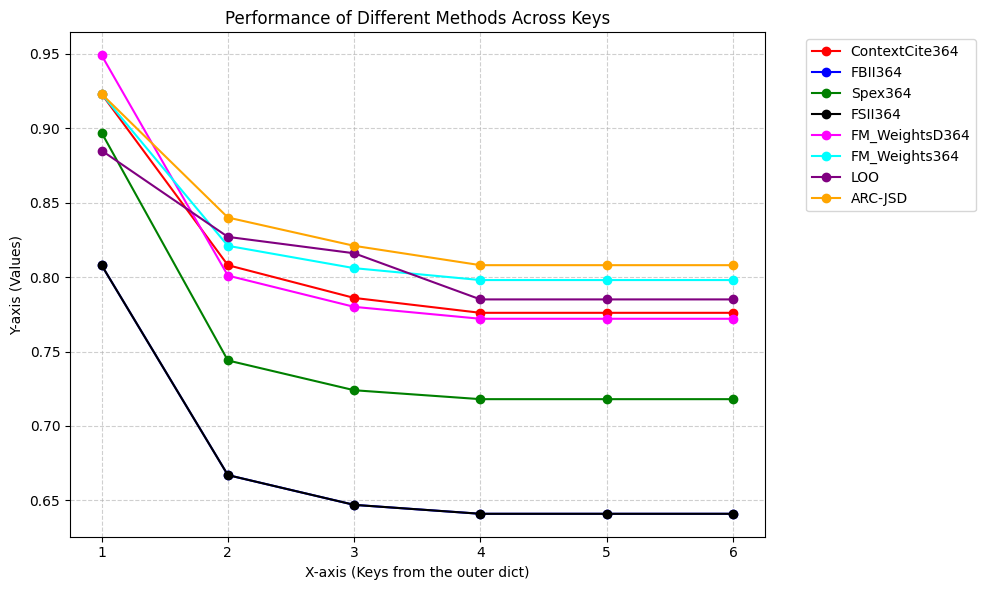 Performance of Different Methods Across Keys
Y-axis (Values)
0.95
0.90
0.85
0.80
0.75
0.70
0.65
1 2 3 4 5 6
X-axis (Keys from the outer dict)
ContextCite364
FBII364
Spex364
FSII364
FM_WeightsD364
FM_Weights364
LOO
ARC-JSD